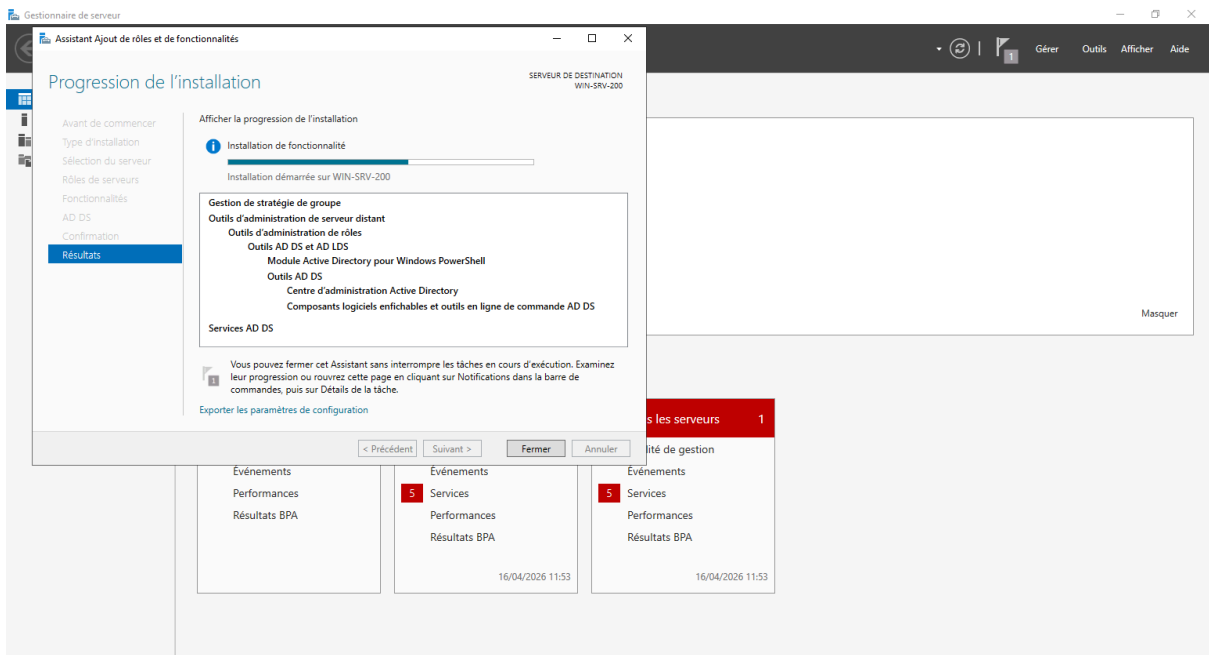 Gestionnaire de serveur
Assistant Ajout de rôles et de fonctionnalités
1
Gérer
Outils
Afficher
Aide
Progression de l'installation
SERVEUR DE DESTINATION
WIN-SRV-200
Avant de commencer
Type d'installation
Sélection du serveur
Rôles de serveurs
Fonctionnalités
AD DS
Confirmation
Résultats
Afficher la progression de l'installation
Installation de fonctionnalité
Installation démarrée sur WIN-SRV-200
Gestion de stratégie de groupe
Outils d'administration de serveur distant
Outils d'administration de rôles
Outils AD DS et AD LDS
Module Active Directory pour Windows PowerShell
Outils AD DS
Centre d'administration Active Directory
Composants logiciels enfichables et outils en ligne de commande AD DS
Services AD DS
1
Vous pouvez fermer cet Assistant sans interrompre les tâches en cours d'exécution. Examinez
leur progression ou rouvrez cette page en cliquant sur Notifications dans la barre de
commandes, puis sur Détails de la tâche.
Exporter les paramètres de configuration
< Précédent
Suivant >
Fermer
Annuler
Masquer
Événements
Performances
Résultats BPA
Événements
5 Services
Performances
Résultats BPA
16/04/2026 11:53
s les serveurs 1
lité de gestion
Événements
5 Services
Performances
Résultats BPA
16/04/2026 11:53